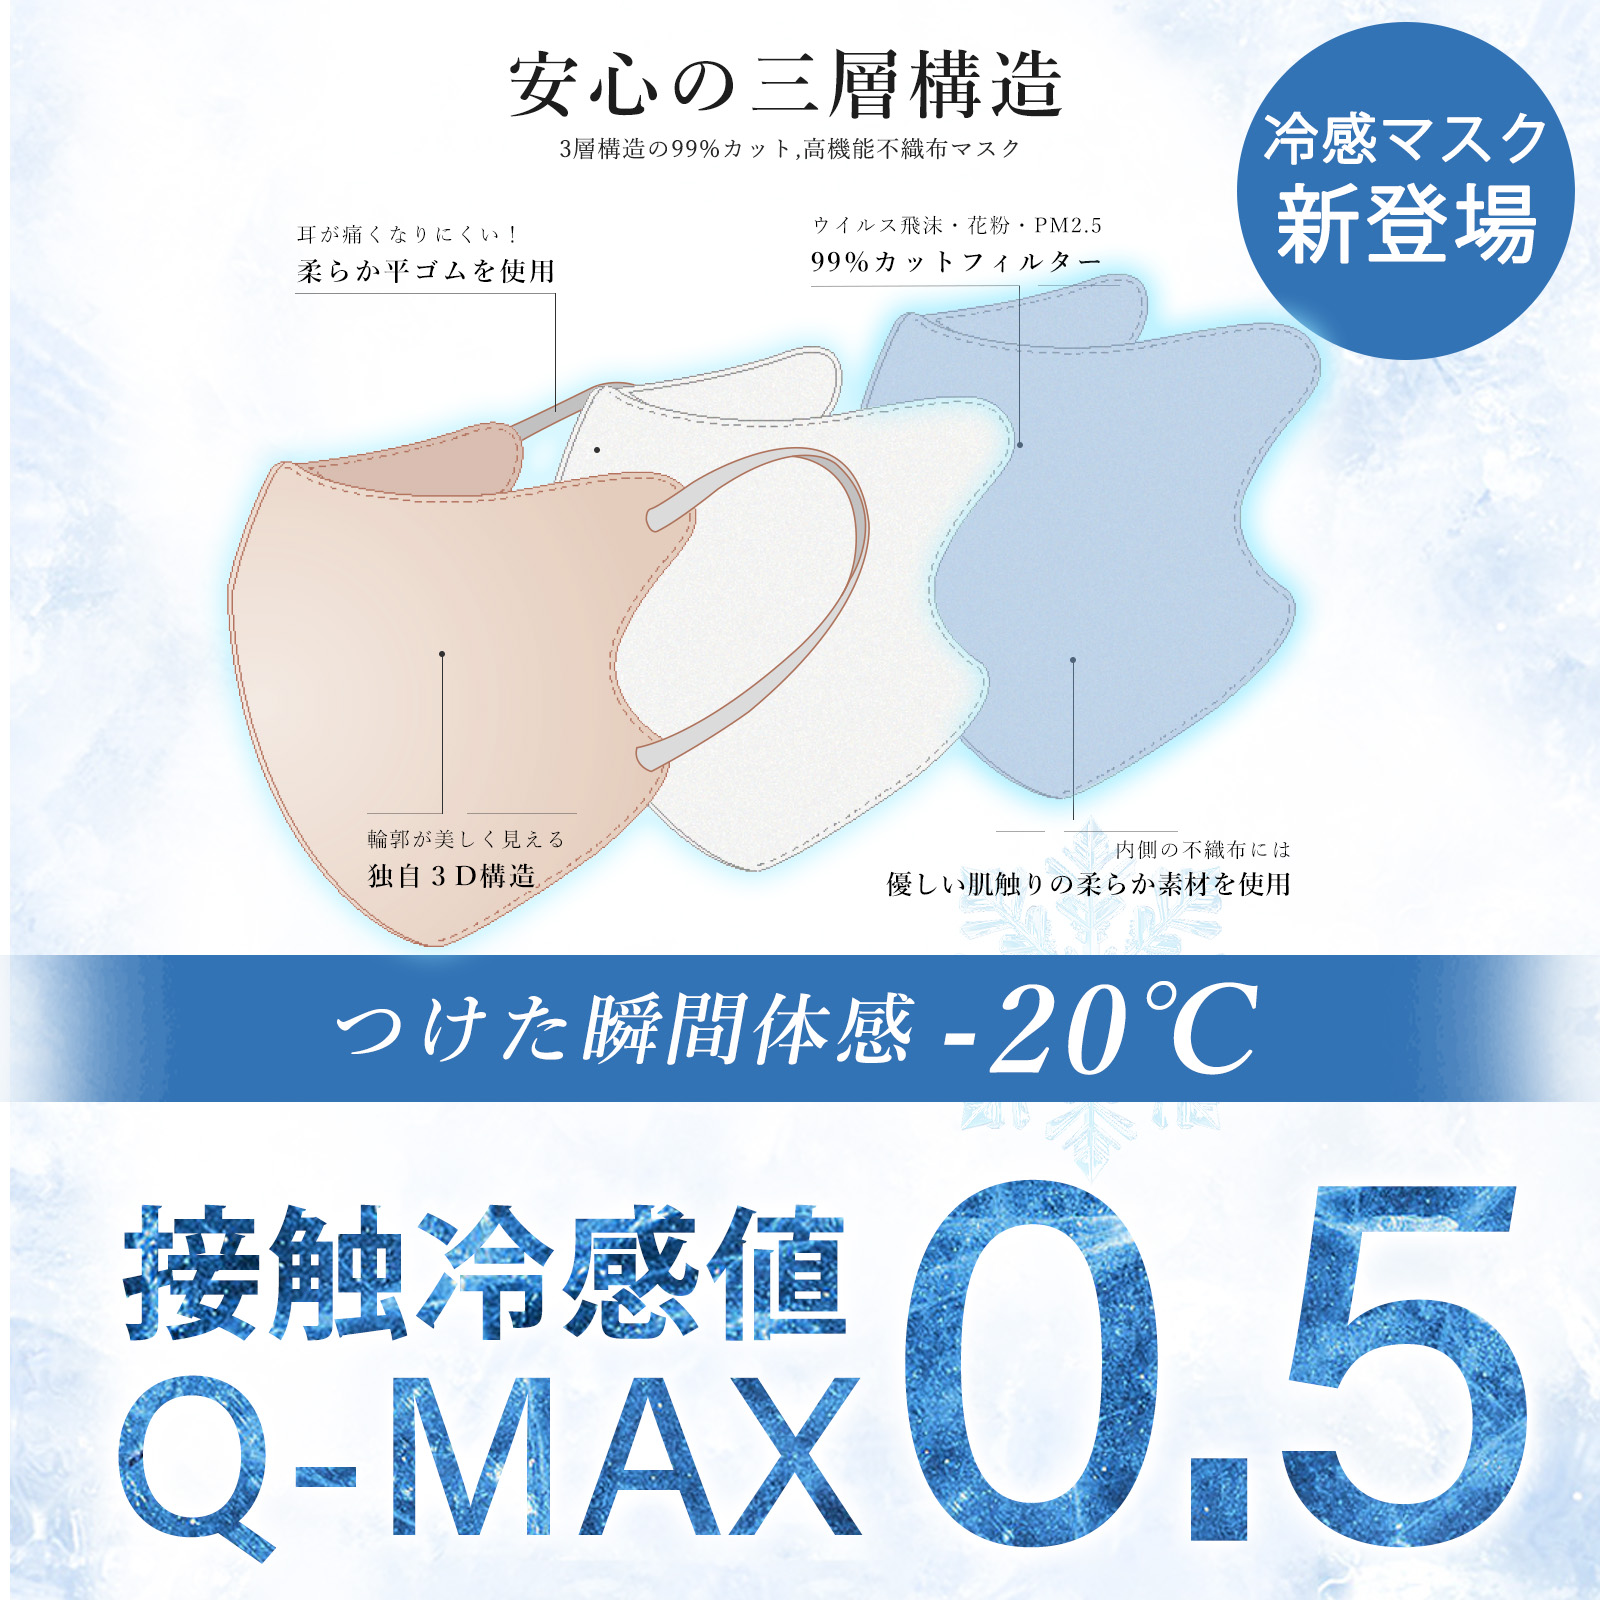 安心の三層構造
3層構造の99%カット,高機能不織布マスク
冷感マスク
新登場
耳が痛くなりにくい！
柔らか平ゴムを使用
ウイルス飛沫・花粉・PM2.5
99%カットフィルター
輪郭が美しく見える
独自３D構造
内側の不織布には
優しい肌触りの柔らか素材を使用
つけた瞬間体感 -20℃
接触冷感値
Q-MAX 0.5